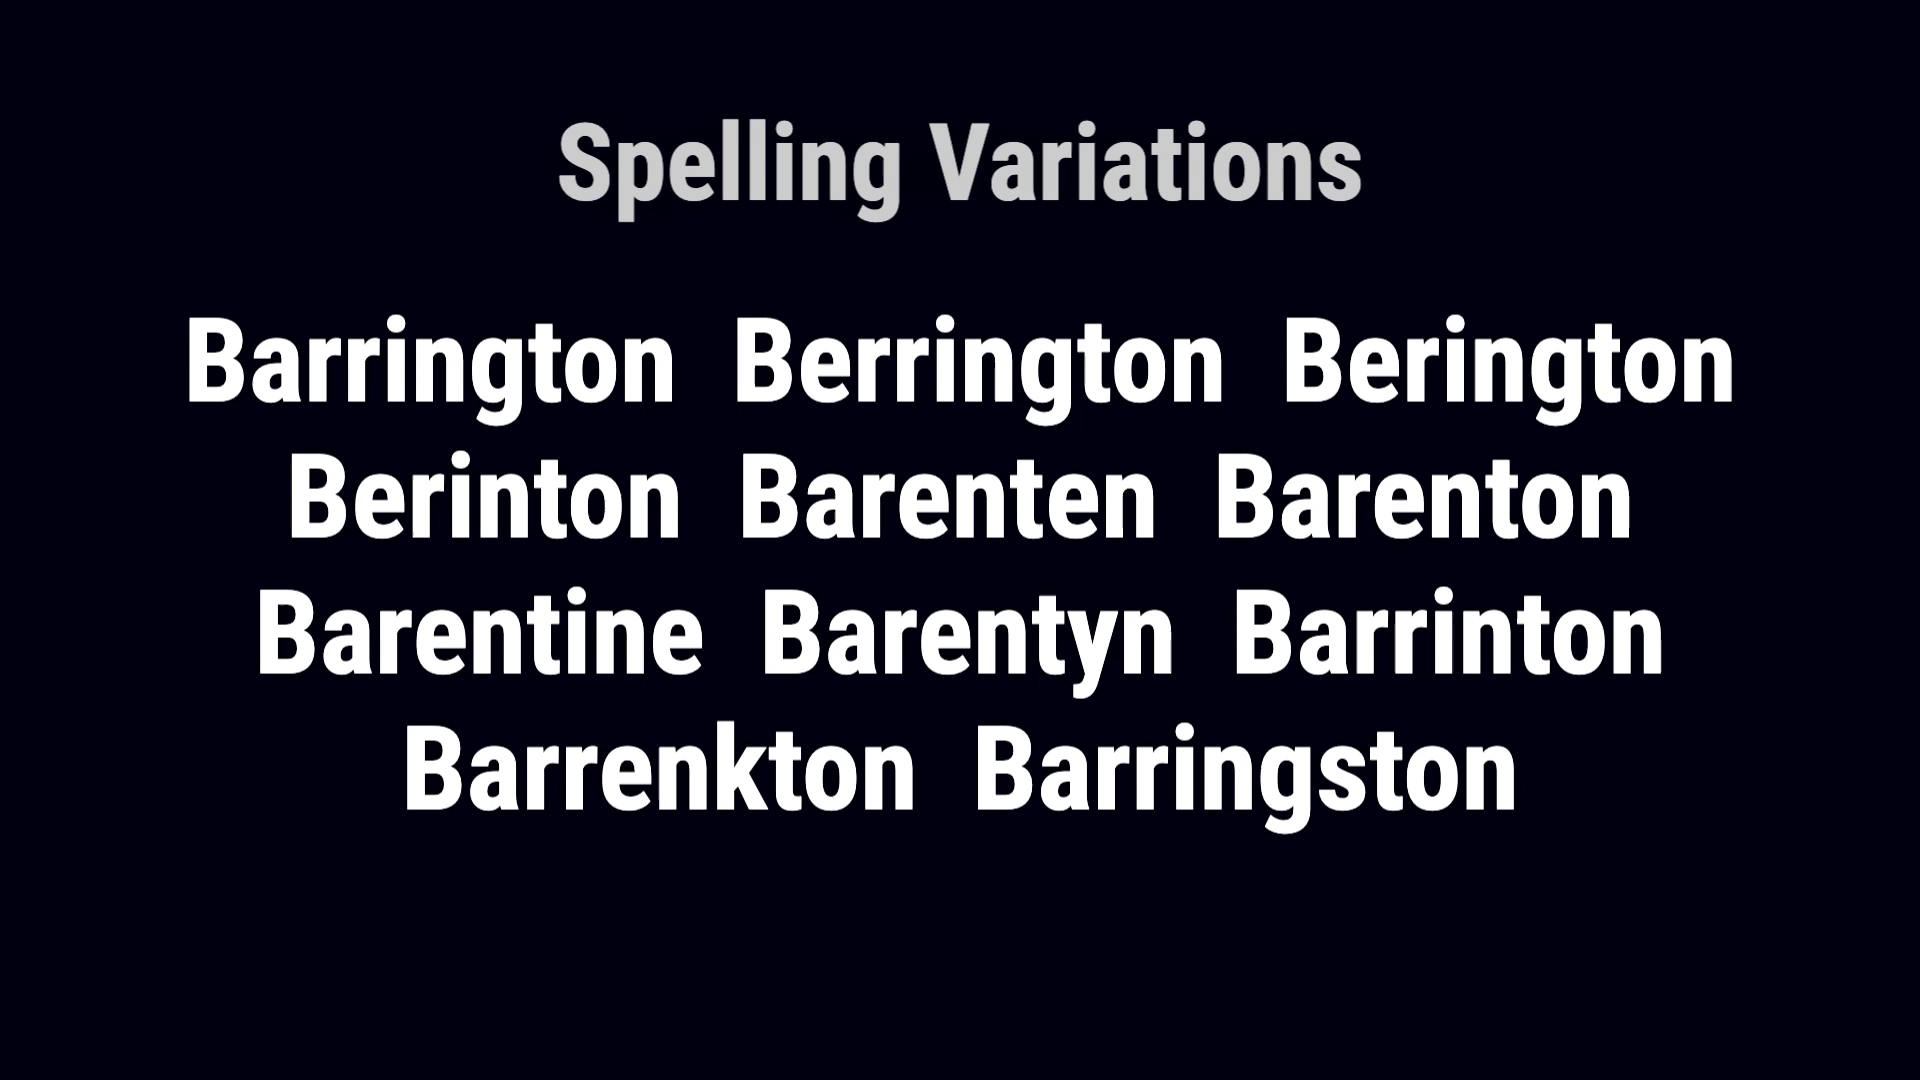 Spelling Variations
Barrington Berrington Berington
Berinton Barenten Barenton
Barentine Barentyn Barrinton
Barrenkton Barringston